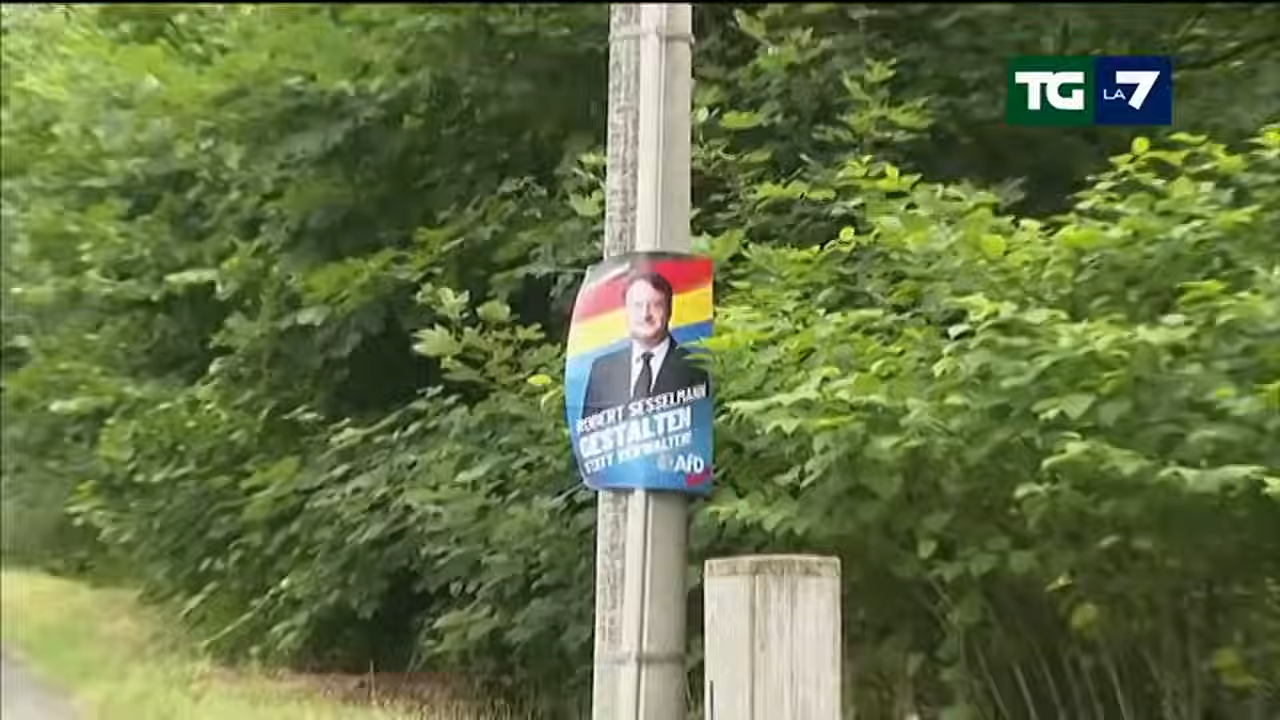 TG LA 7
ROBERT SESSELMANN
GESTALTEN
STATT VERWALTEN!
AfD